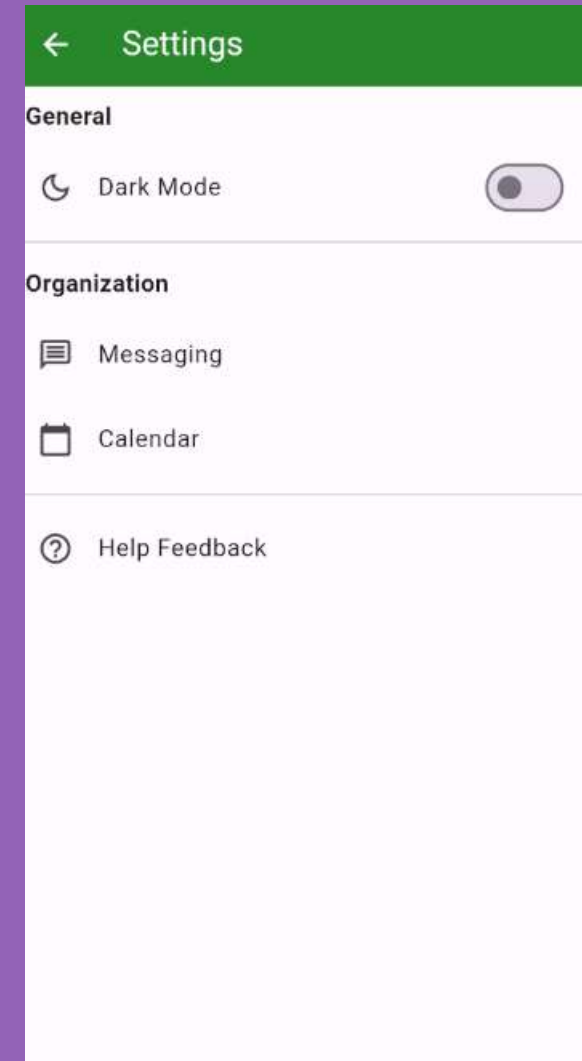 Settings
General
Dark Mode
Organization
Messaging
Calendar
Help Feedback